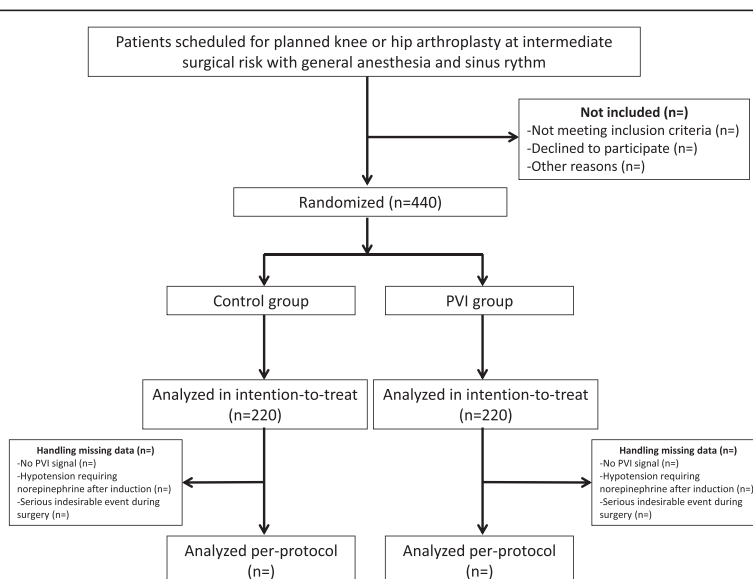 Patients scheduled for planned knee or hip arthroplasty at intermediate
surgical risk with general anesthesia and sinus rythm
Not included (n=)
-Not meeting inclusion criteria (n=)
-Declined to participate (n=)
-Other reasons (n=)
Randomized (n=440)
Control group
PVI group
Analyzed in intention-to-treat
(n=220)
Analyzed in intention-to-treat
(n=220)
Handling missing data (n=)
-No PVI signal (n=)
-Hypotension requiring
norepinephrine after induction (n=)
-Serious indesirable event during
surgery (n=)
Handling missing data (n=)
-No PVI signal (n=)
-Hypotension requiring
norepinephrine after induction (n=)
-Serious indesirable event during
surgery (n=)
Analyzed per-protocol
(n=)
Analyzed per-protocol
(n=)